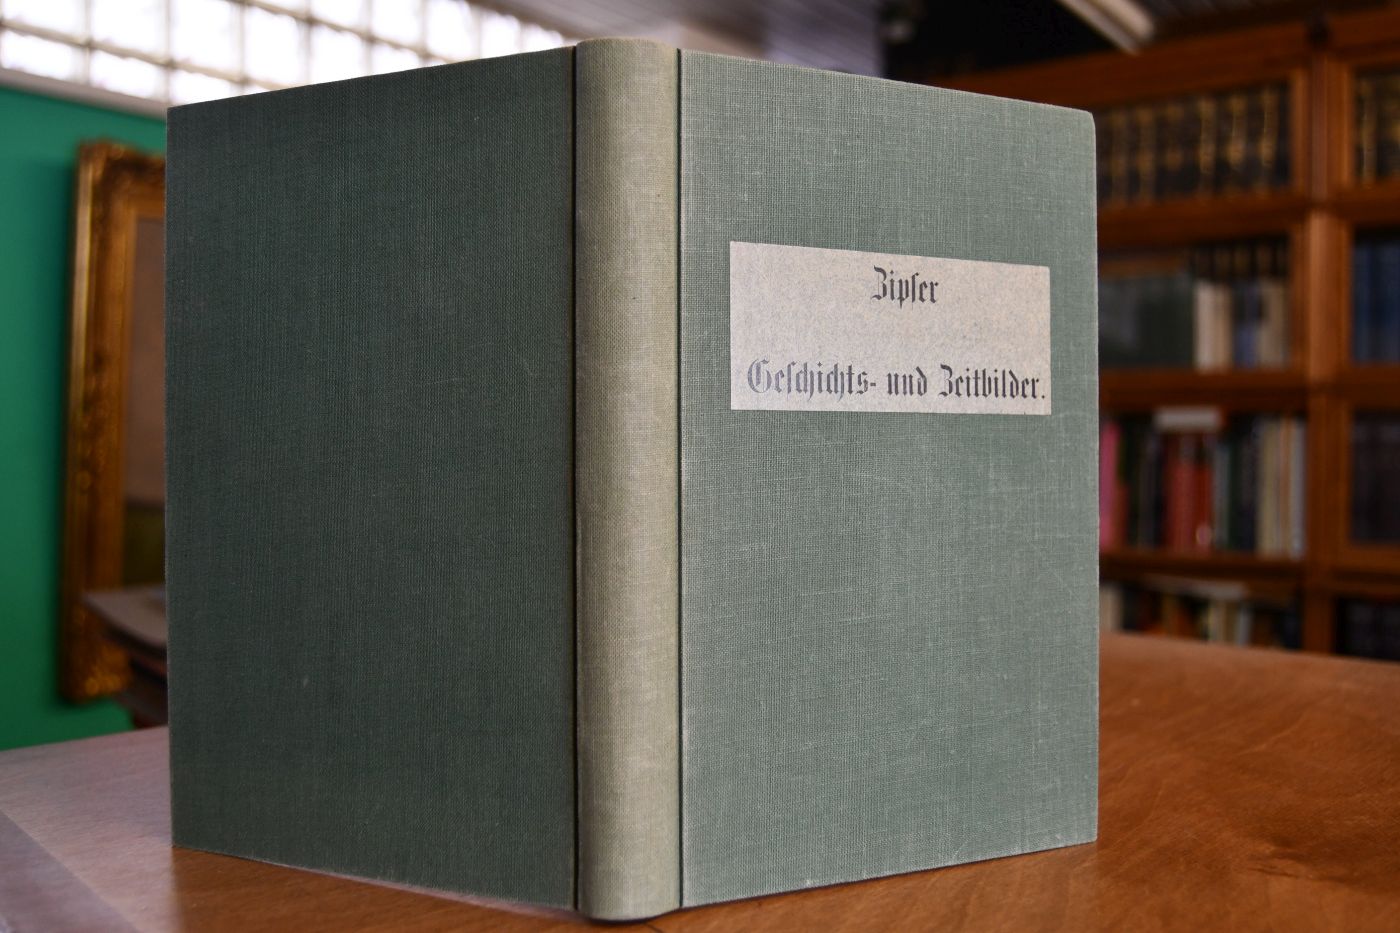 Zipſer
Geſchichts- und Zeitbilder.